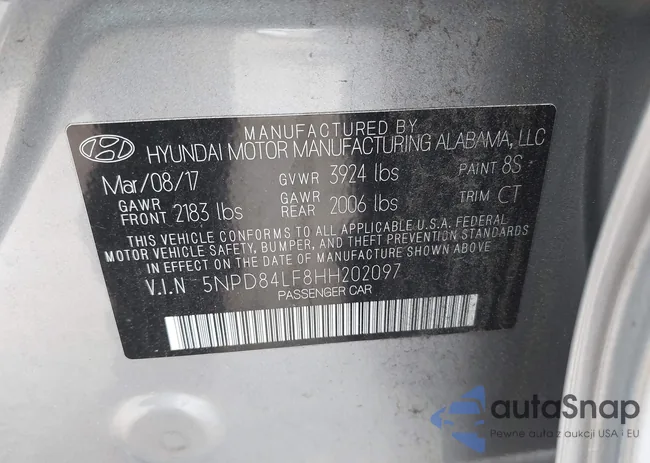 MANUFACTURED BY
HYUNDAI MOTOR MANUFACTURING ALABAMA, LLC
Mar/08/17 GVWR 3924 lbs PAINT 8S
GAWR FRONT 2183 lbs GAWR REAR 2006 lbs TRIM CT
THIS VEHICLE CONFORMS TO ALL APPLICABLE U.S.A. FEDERAL
MOTOR VEHICLE SAFETY, BUMPER, AND THEFT PREVENTION STANDARDS
IN EFFECT ON THE DATE OF MANUFACTURE SHOWN ABOVE.
V.I.N 5NPD84LF8HH202097
PASSENGER CAR
autoSnap
Pewne auto z aukcji USA i EU